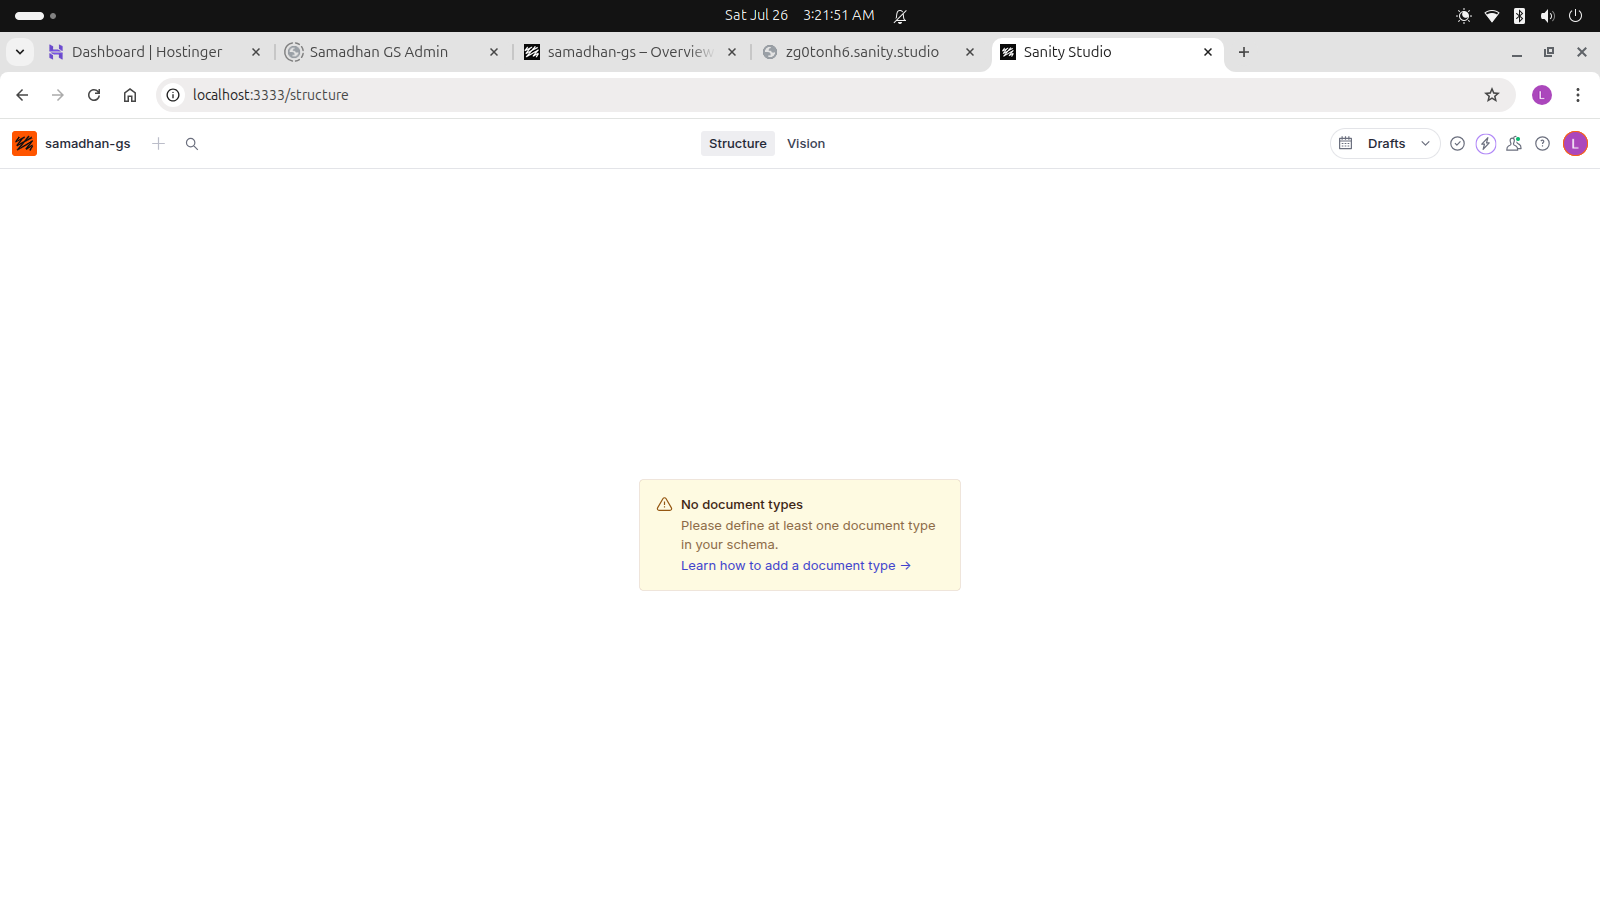 Sat Jul 26 3:21:51 AM
Dashboard | Hostinger
Samadhan GS Admin
samadhan-gs – Overview
zg0tonh6.sanity.studio
Sanity Studio
localhost:3333/structure
L
samadhan-gs
Structure
Vision
Drafts
L
No document types
Please define at least one document type
in your schema.
Learn how to add a document type →